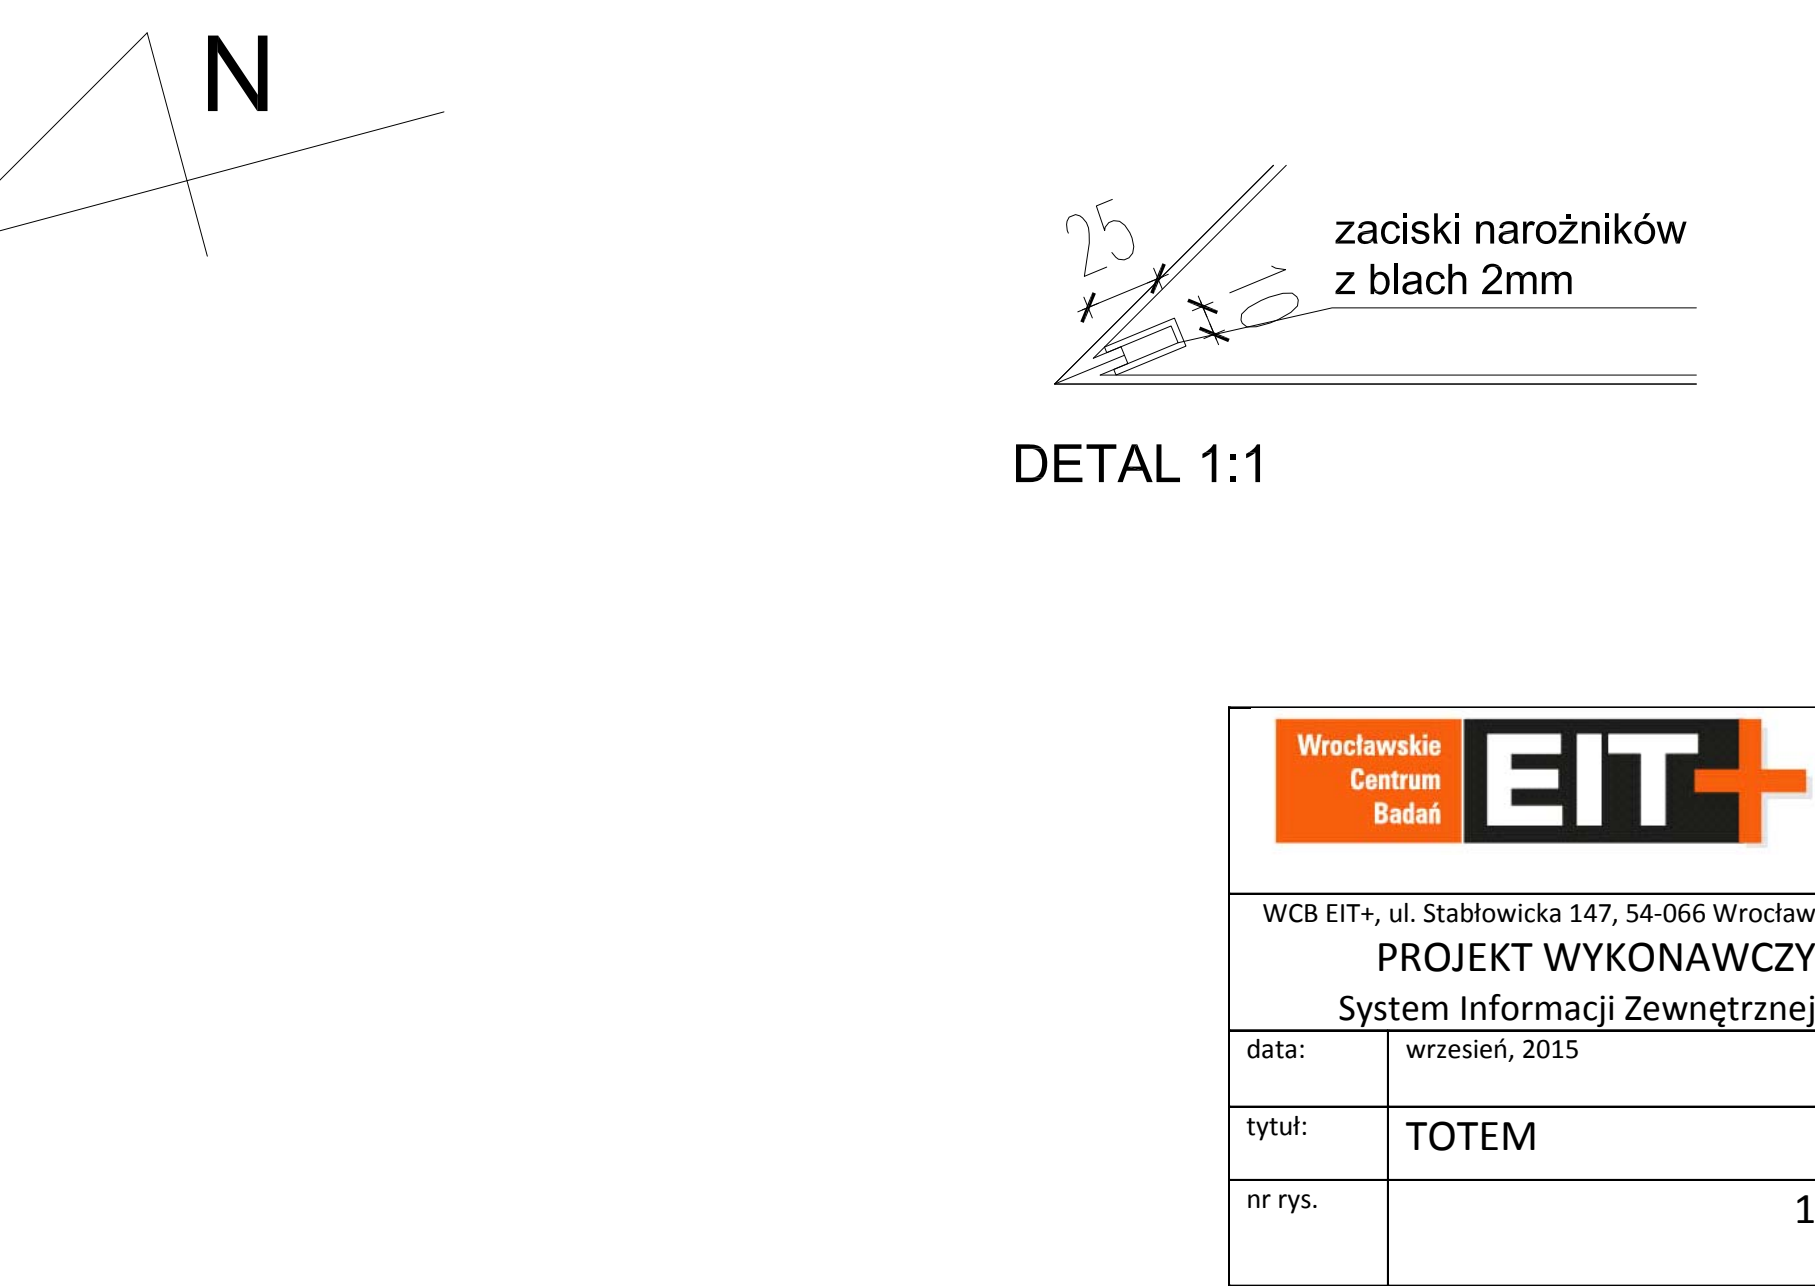 N
25
10
zaciski narożników
z blach 2mm
DETAL 1:1
Wrocławskie
Centrum
Badań
EIT+
WCB EIT+, ul. Stabłowicka 147, 54-066 Wrocław
PROJEKT WYKONAWCZY
System Informacji Zewnętrznej
data: wrzesień, 2015
tytuł: TOTEM
nr rys. 1